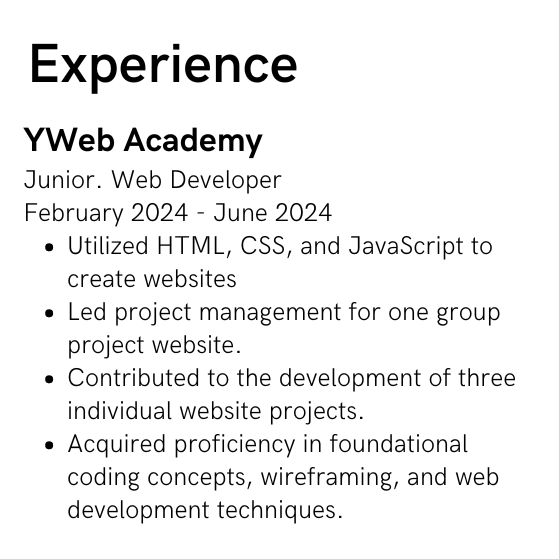 Experience
YWeb Academy
Junior. Web Developer
February 2024 - June 2024
• Utilized HTML, CSS, and JavaScript to
create websites
• Led project management for one group
project website.
• Contributed to the development of three
individual website projects.
• Acquired proficiency in foundational
coding concepts, wireframing, and web
development techniques.